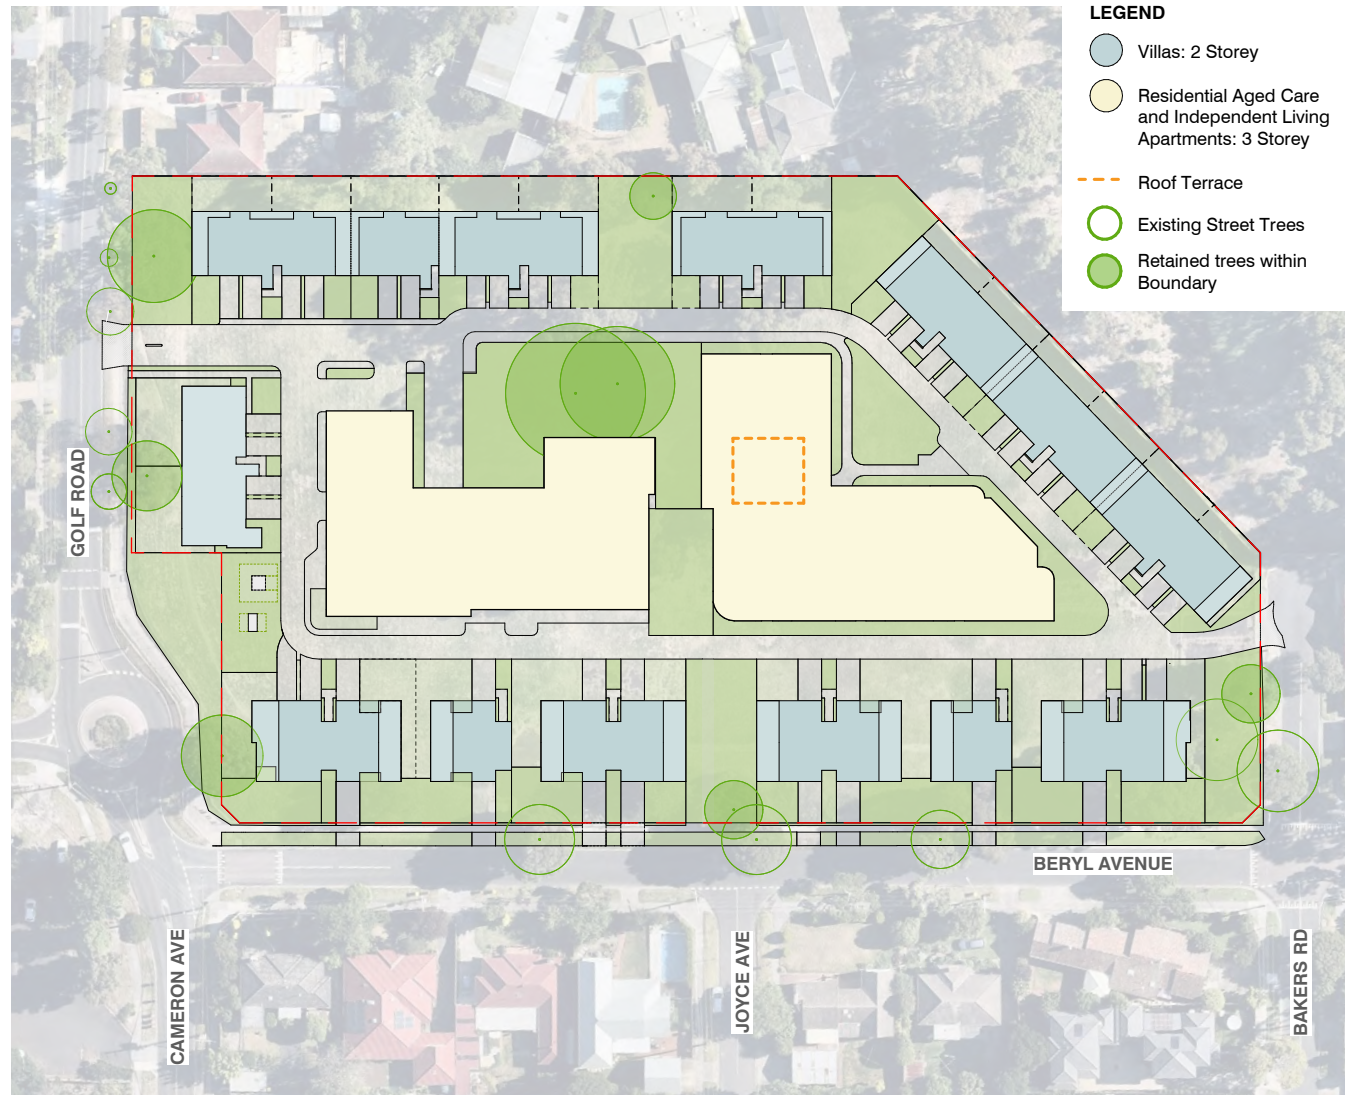 LEGEND
Villas: 2 Storey
Residential Aged Care
and Independent Living
Apartments: 3 Storey
Roof Terrace
Existing Street Trees
Retained trees within
Boundary
GOLF ROAD
BERYL AVENUE
CAMERON AVE
JOYCE AVE
BAKERS RD